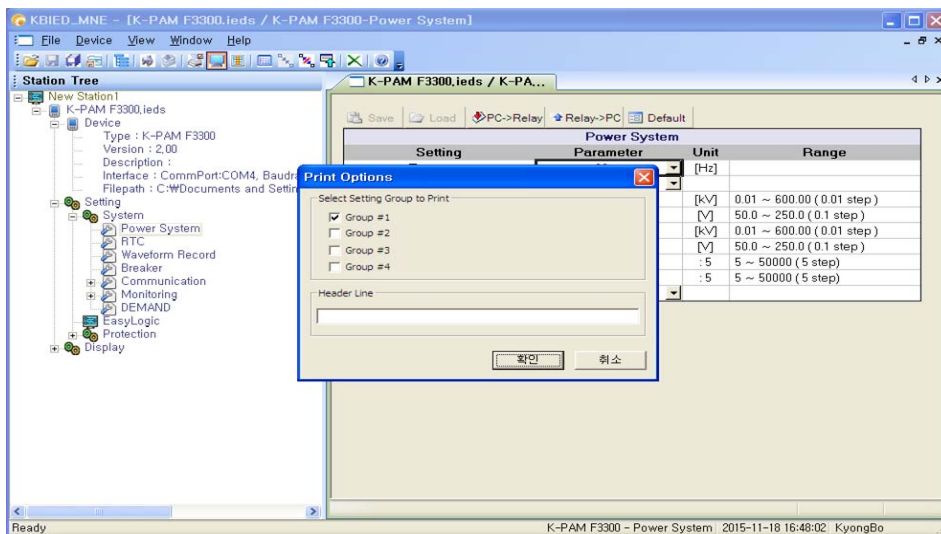 KBIED_MNE - [K-PAM F3300.ieds / K-PAM F3300-Power System]
File Device View Window Help
Station Tree
New Station1
K-PAM F3300,ieds
Device
Type : K-PAM F3300
Version : 2,00
Description :
Interface : CommPort:COM4, Baudra
Filepath : C:₩Documents and Settin
Setting
System
Power System
RTC
Waveform Record
Breaker
Communication
Monitoring
DEMAND
EasyLogic
Protection
Display
K-PAM F3300,ieds / K-PA...
Save Load PC->Relay Relay->PC Default
Power System
Setting Parameter Unit Range
[Hz]
[kV] 0.01 ~ 600.00 ( 0.01 step )
[V] 50.0 ~ 250.0 ( 0.1 step )
[kV] 0.01 ~ 600.00 ( 0.01 step )
[V] 50.0 ~ 250.0 ( 0.1 step )
: 5 5 ~ 50000 ( 5 step)
: 5 5 ~ 50000 ( 5 step)
Print Options
Select Setting Group to Print
Group #1
Group #2
Group #3
Group #4
Header Line
확인 취소
Ready
K-PAM F3300 - Power System 2015-11-18 16:48:02 KyongBo